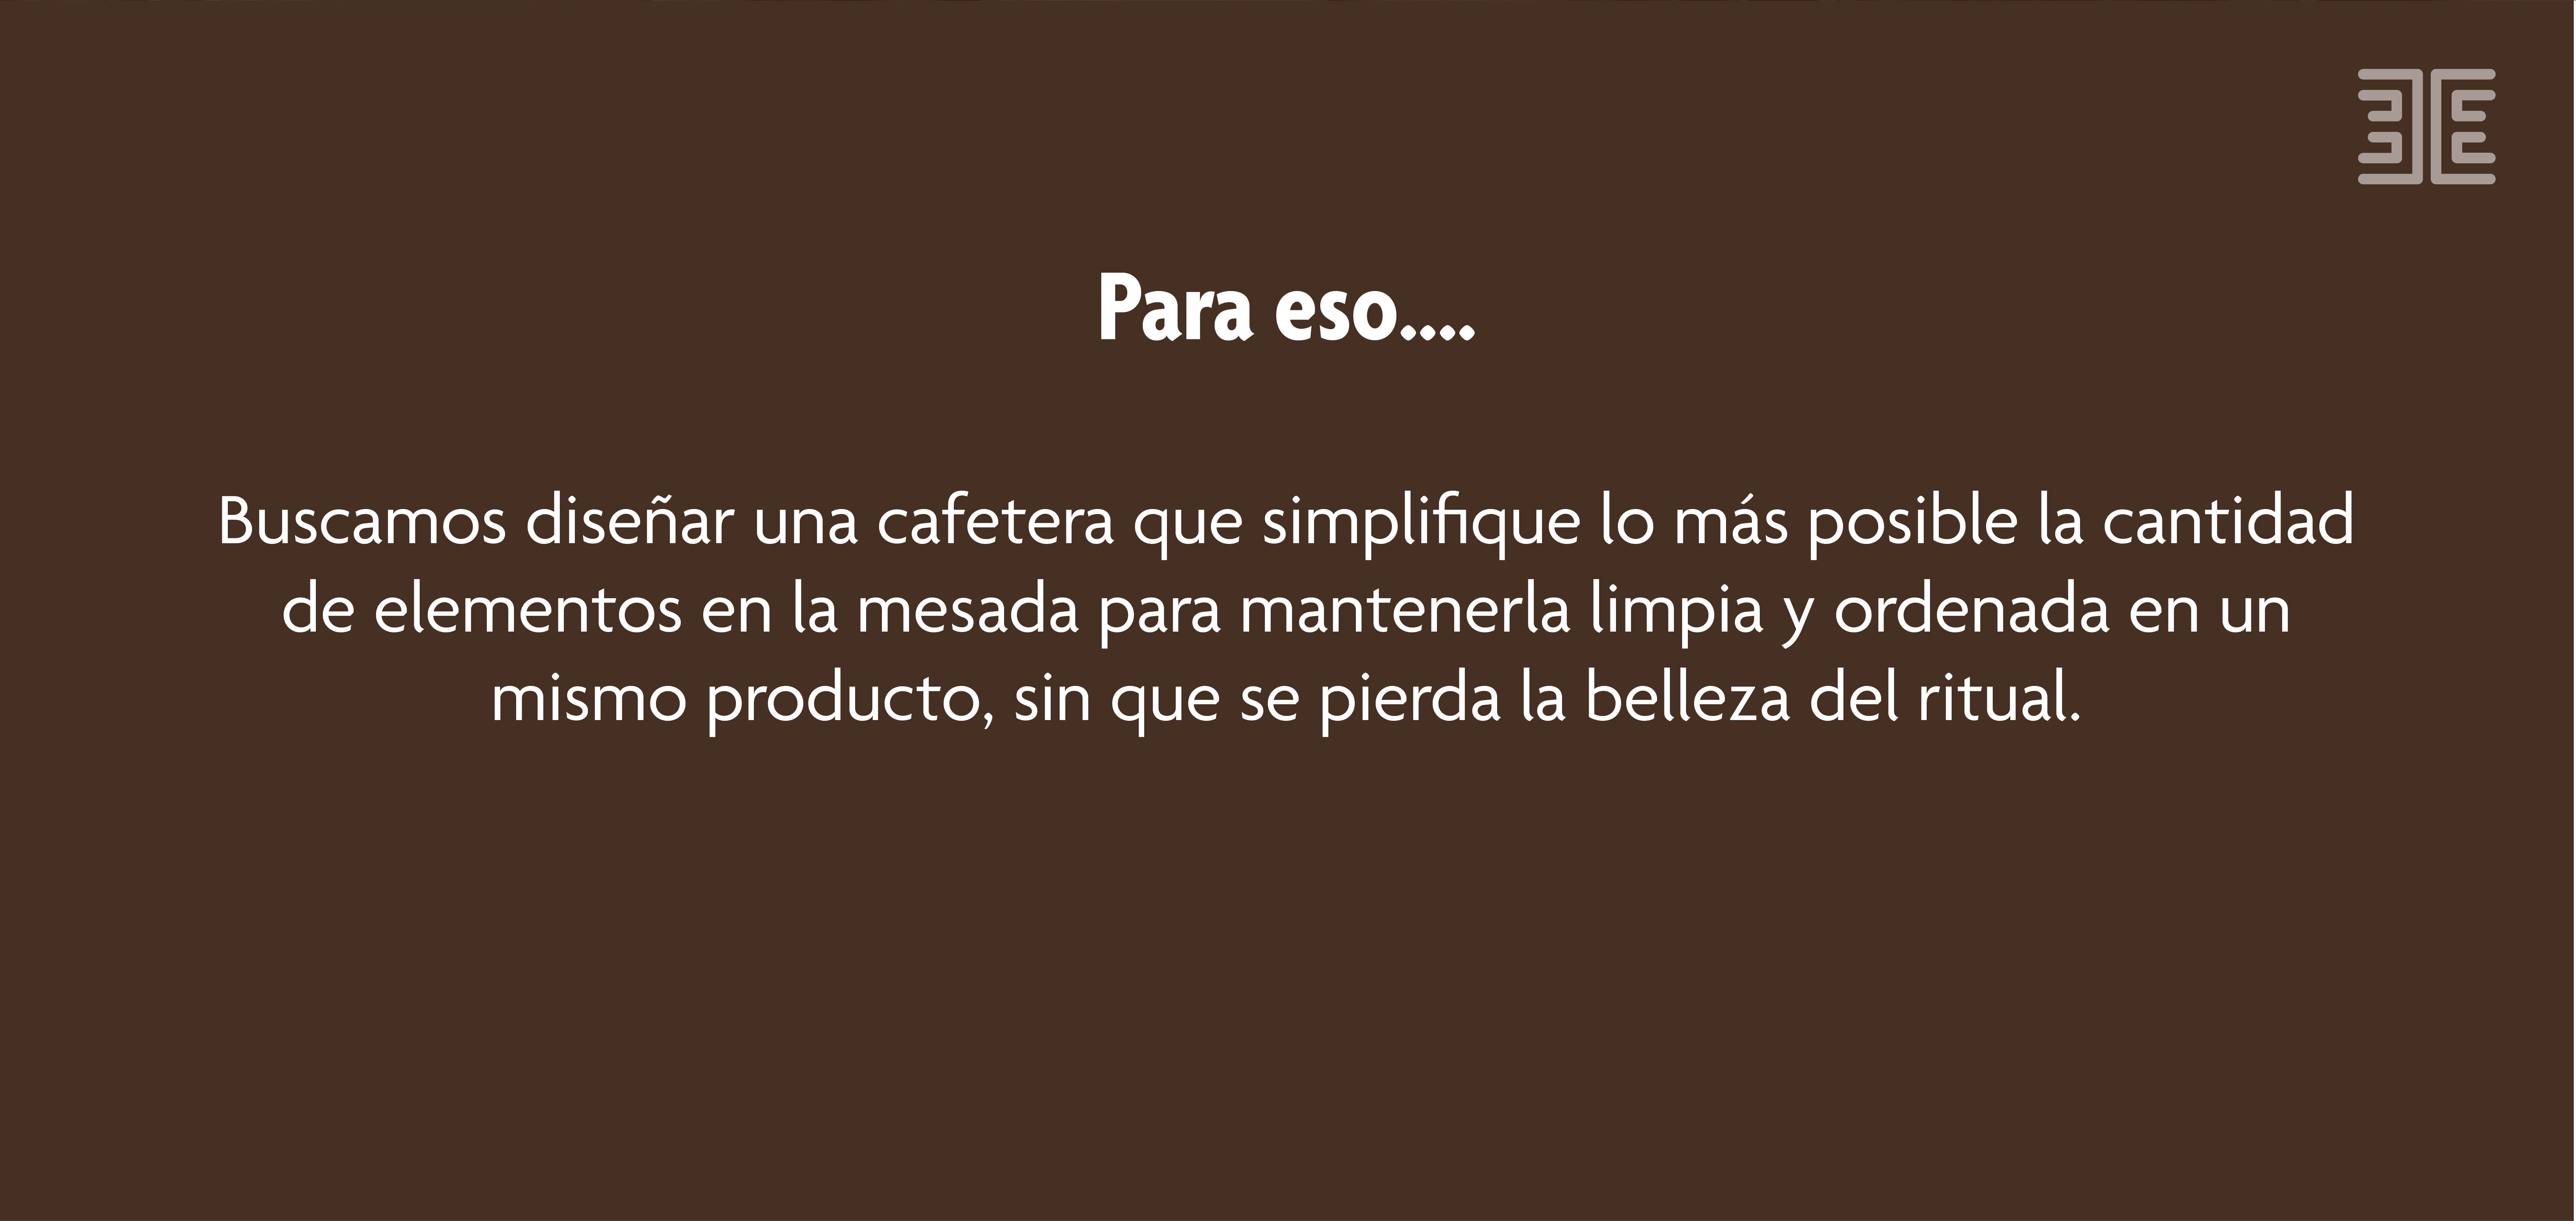 Para eso....
Buscamos diseñar una cafetera que simplifique lo más posible la cantidad
de elementos en la mesada para mantenerla limpia y ordenada en un
mismo producto, sin que se pierda la belleza del ritual.